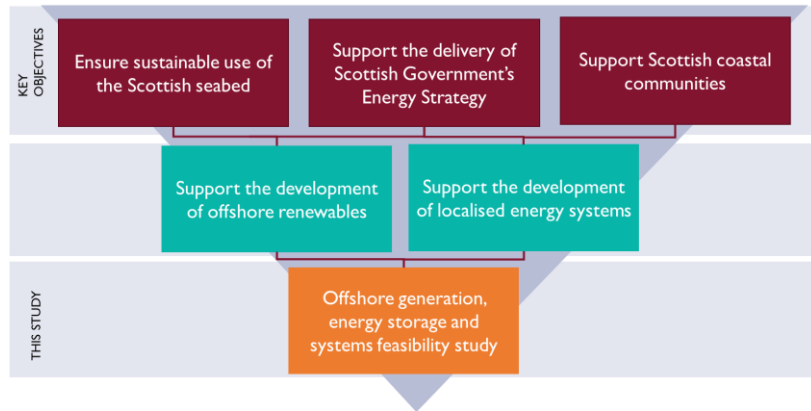 KEY
OBJECTIVES
Ensure sustainable use of
the Scottish seabed
Support the delivery of
Scottish Government's
Energy Strategy
Support Scottish coastal
communities
Support the development
of offshore renewables
Support the development
of localised energy systems
THIS STUDY
Offshore generation,
energy storage and
systems feasibility study